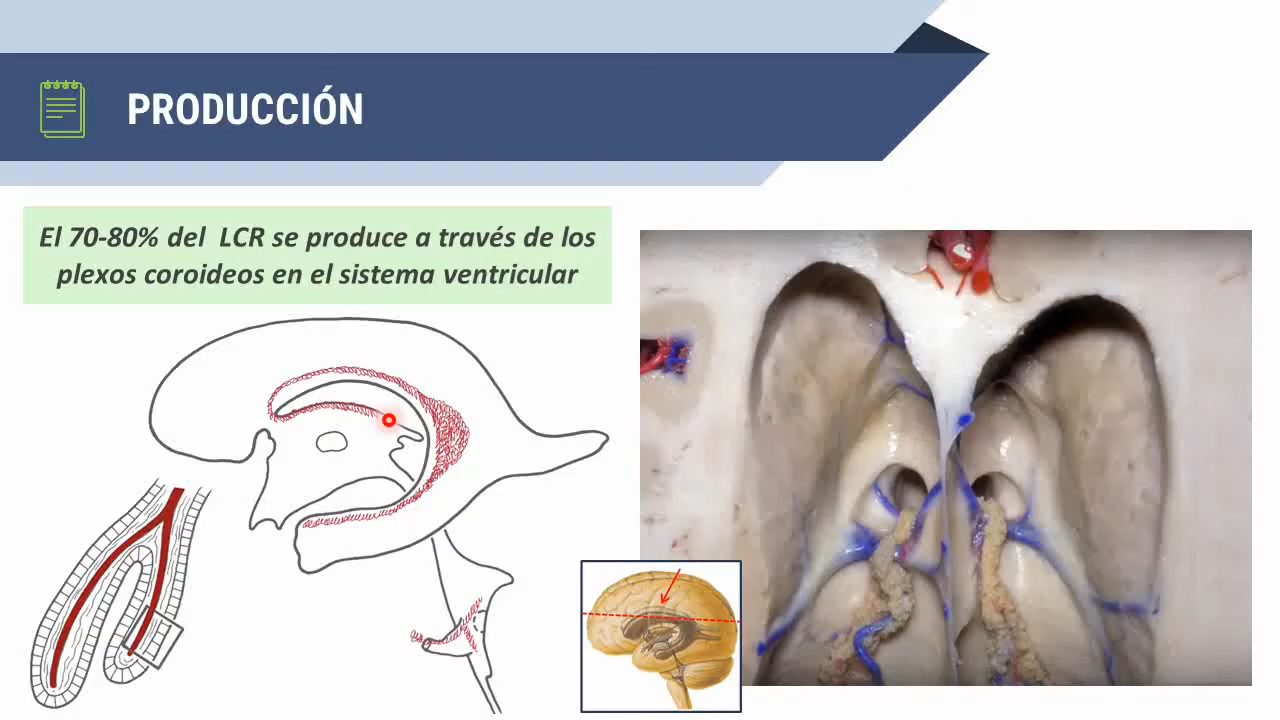 PRODUCCIÓN
El 70-80% del LCR se produce a través de los
plexos coroideos en el sistema ventricular